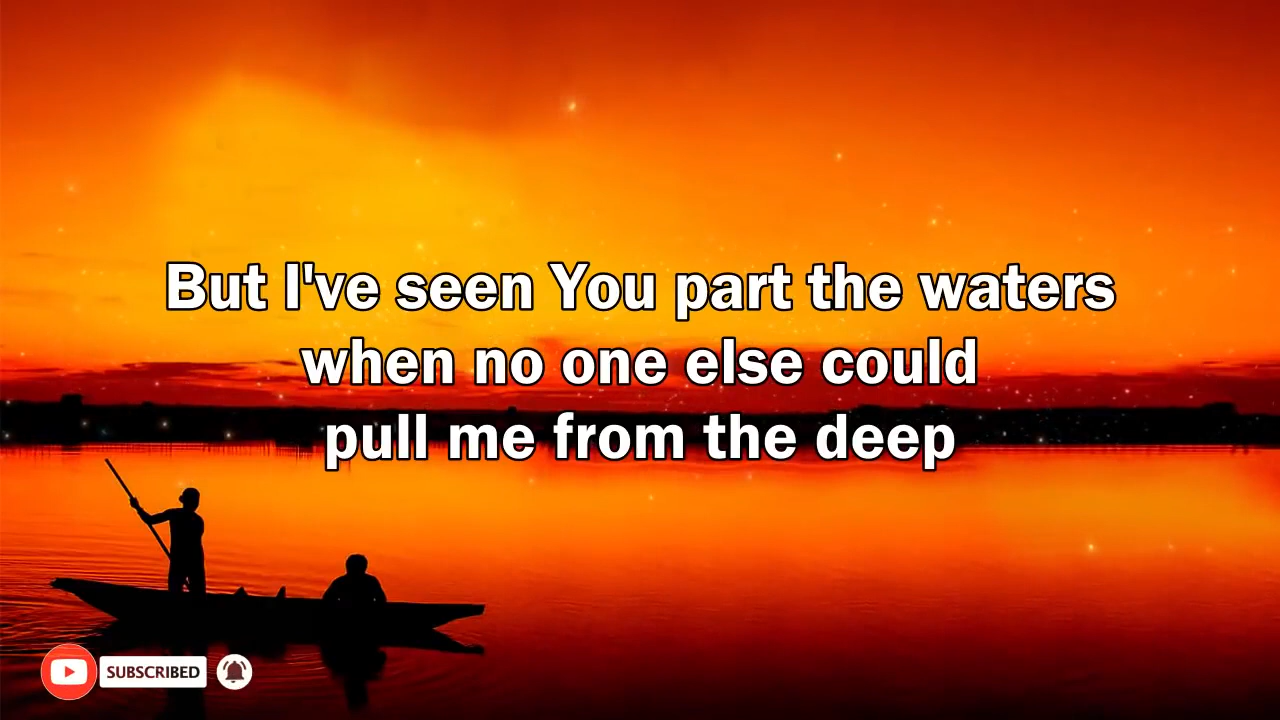 But I've seen You part the waters
when no one else could
pull me from the deep
SUBSCRIBED